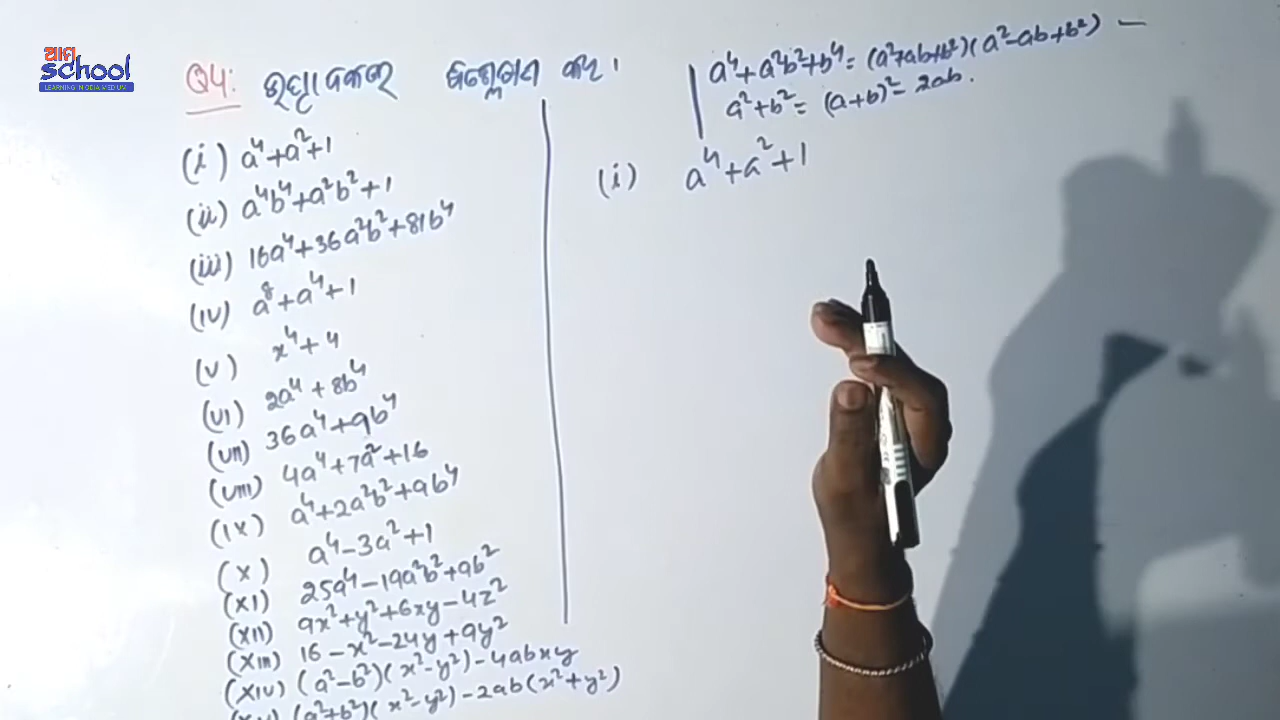 ଆମ
school
LEARNING IN ODIA MEDIUM
Q4: ଉତ୍ପାଦକରେ ବିଶ୍ଳେଷଣ କର ।
(i) a⁴+a²+1
(ii) a⁴b⁴+a²b²+1
(iii) 16a⁴+36a²b²+81b⁴
(iv) a⁸+a⁴+1
(v) x⁴+4
(vi) 2a⁴+8b⁴
(vii) 36a⁴+9b⁴
(viii) 4a⁴+7a²+16
(ix) a⁴+2a²b²+9b⁴
(x) a⁴-3a²+1
(xi) 25a⁴-19a²b²+9b²
(xii) 9x²+y²+6xy-4z²
(xiii) 16-x²-24y+9y²
(xiv) (a²-b²)(x²-y²)-4abxy
(xv) (a²+b²)(x²-y²)-2ab(x²+y²)
a⁴+a²b²+b⁴=(a²+ab+b²)(a²-ab+b²) —
a²+b²=(a+b)²=2ab.
(i) a⁴+a²+1